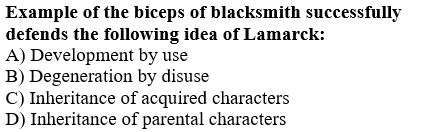 Example of the biceps of blacksmith successfully
defends the following idea of Lamarck:
A) Development by use
B) Degeneration by disuse
C) Inheritance of acquired characters
D) Inheritance of parental characters